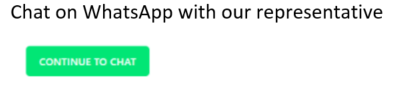 Chat on WhatsApp with our representative
CONTINUE TO CHAT